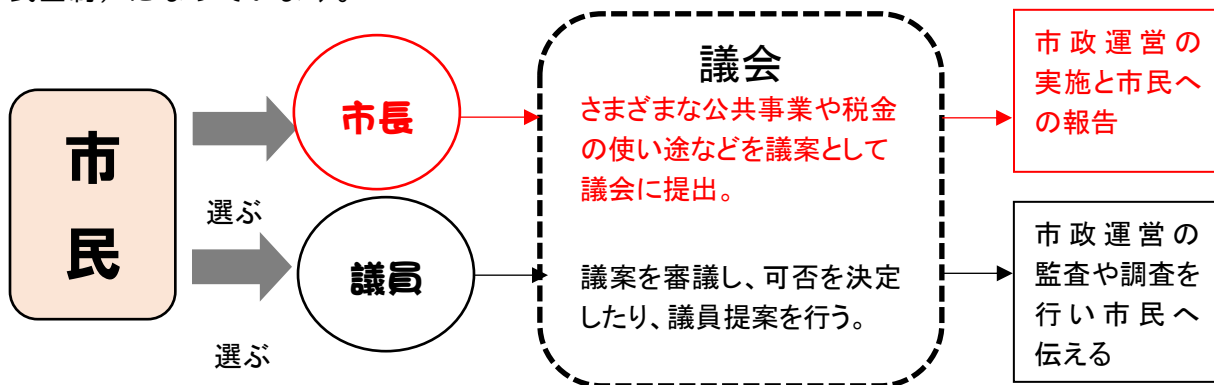 市
民
選ぶ
選ぶ
市長
議員
議会
さまざまな公共事業や税金
の使い途などを議案として
議会に提出。
議案を審議し、可否を決定
したり、議員提案を行う。
市政運営の
実施と市民へ
の報告
市政運営の
監査や調査を
行い市民へ
伝える